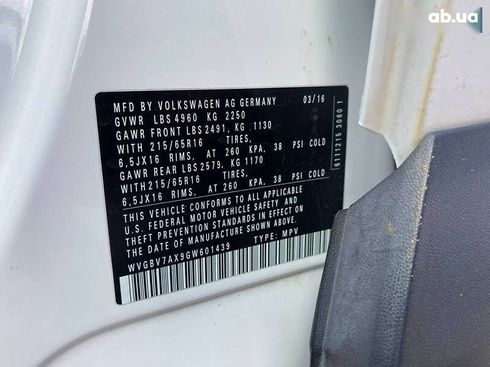 ab.ua
MFD BY VOLKSWAGEN AG GERMANY 03/16
GVWR LBS 4960 KG 2250
GAWR FRONT LBS 2491, KG 1130
WITH 215/65R16 TIRES,
6,5JX16 RIMS, AT 260 KPA, 38 PSI COLD
GAWR REAR LBS 2579, KG 1170
WITH 215/65R16 TIRES,
6,5JX16 RIMS, AT 260 KPA, 38 PSI COLD
THIS VEHICLE CONFORMS TO ALL APPLICABLE
U.S. FEDERAL MOTOR VEHICLE SAFETY AND
THEFT PREVENTION STANDARDS IN EFFECT ON
THE DATE OF MANUFACTURE SHOWN ABOVE.
WVGBV7AX9GW601439 TYPE: MPV
6111215 3060 1